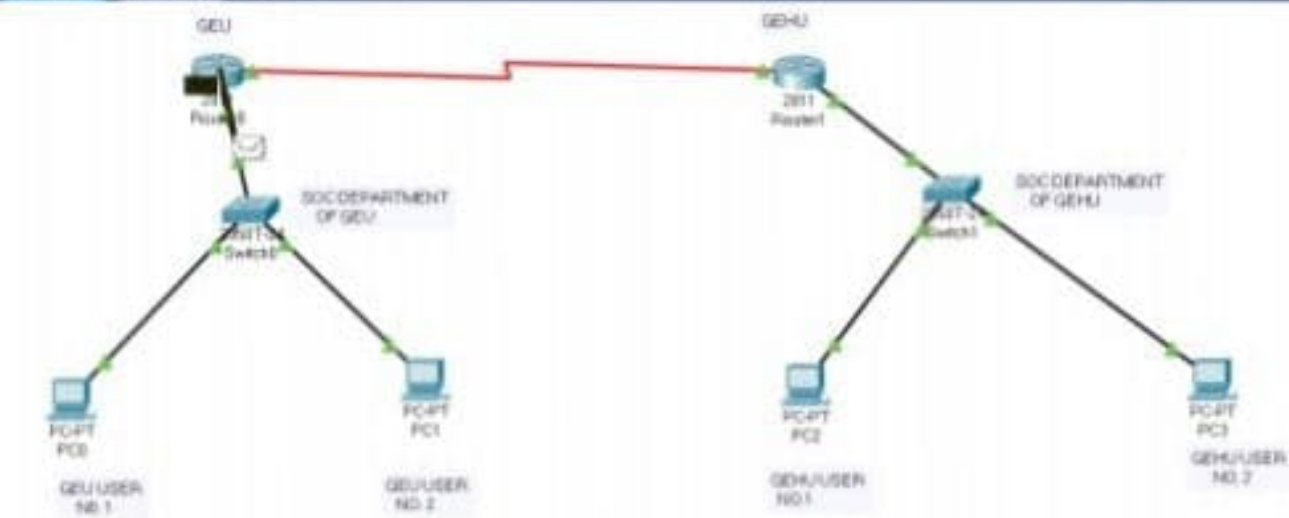 GEU
GEHU
2811
Router1
SOC DEPARTMENT
OF GEU
SOC DEPARTMENT
OF GEHU
Switch0
Switch1
PC-PT
PC0
PC-PT
PC1
PC-PT
PC2
PC-PT
PC3
GEU USER
NO. 1
GEU USER
NO. 2
GEHU USER
NO.1
GEHU USER
NO. 2